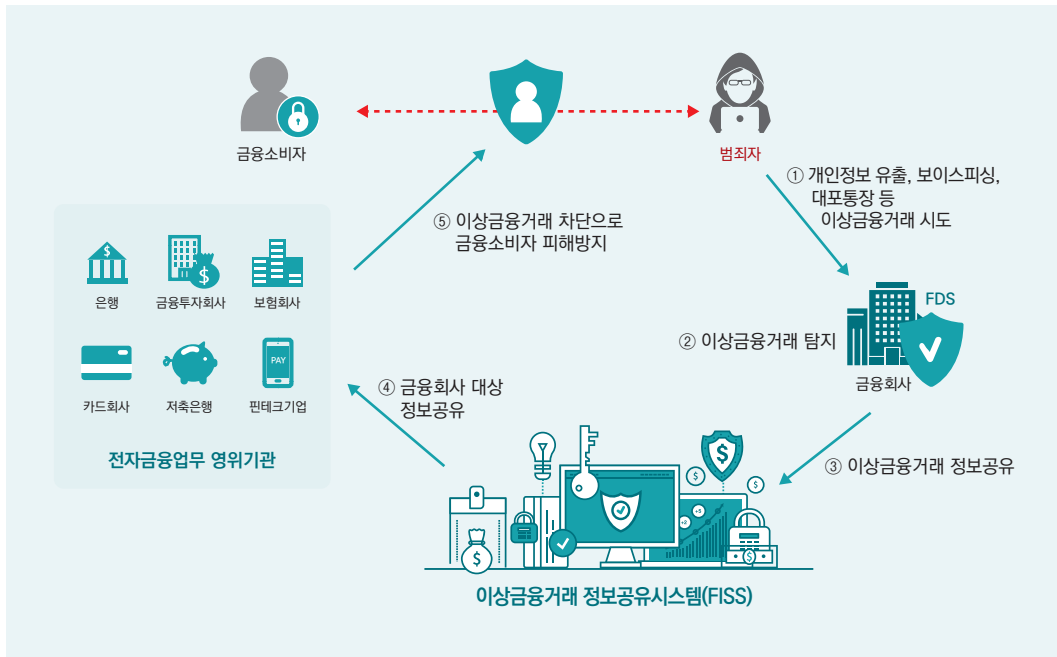 금융소비자
범죄자
① 개인정보 유출, 보이스피싱,
대포통장 등
이상금융거래 시도
⑤ 이상금융거래 차단으로
금융소비자 피해방지
$
$
은행
금융투자회사
보험회사
FDS
② 이상금융거래 탐지
금융회사
PAY
카드회사
저축은행
핀테크기업
④ 금융회사 대상
정보공유
전자금융업무 영위기관
③ 이상금융거래 정보공유
$
$
$
+3
+2
$
$
이상금융거래 정보공유시스템(FISS)